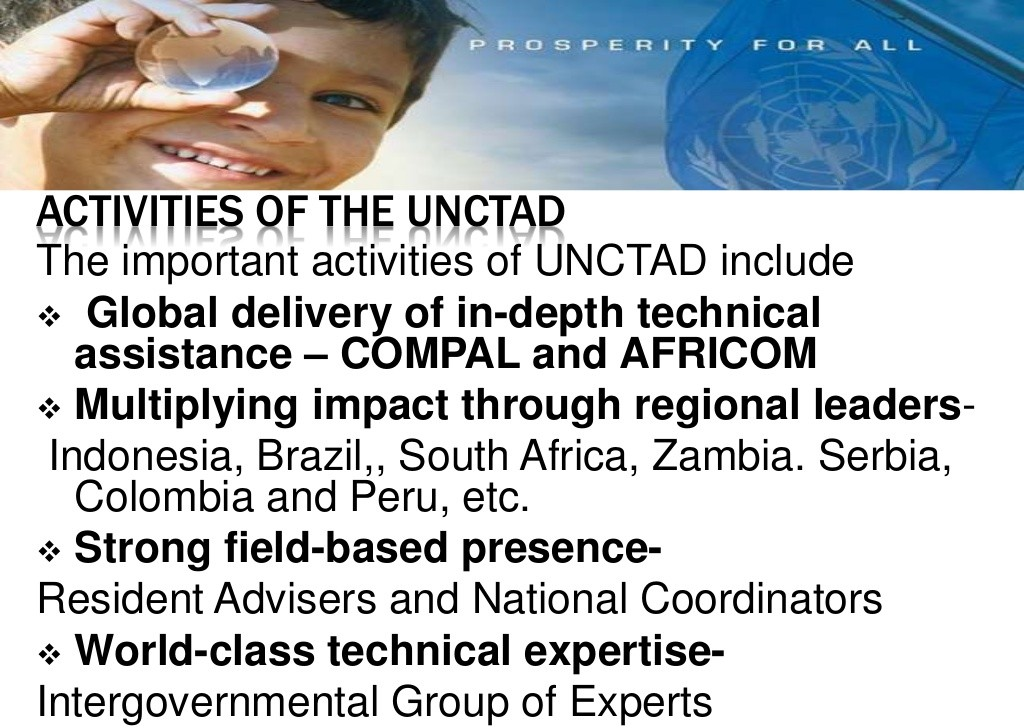 PROSPERITY FOR ALL
ACTIVITIES OF THE UNCTAD
The important activities of UNCTAD include
❖ Global delivery of in-depth technical
assistance – COMPAL and AFRICOM
❖ Multiplying impact through regional leaders-
Indonesia, Brazil,, South Africa, Zambia. Serbia,
Colombia and Peru, etc.
❖ Strong field-based presence-
Resident Advisers and National Coordinators
❖ World-class technical expertise-
Intergovernmental Group of Experts